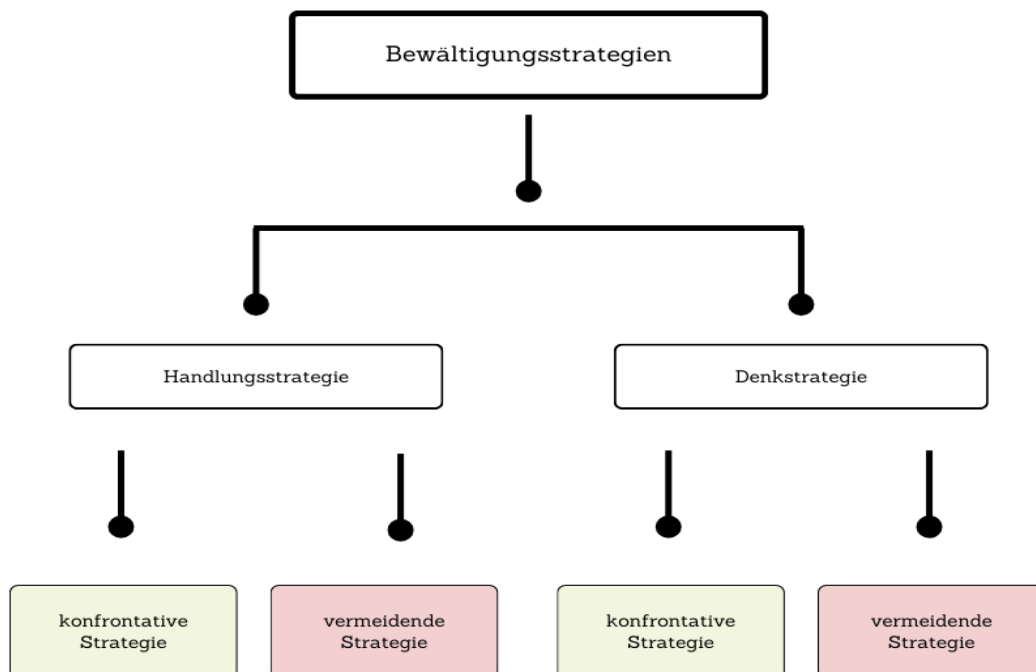 Bewältigungsstrategien
Handlungsstrategie
Denkstrategie
konfrontative
Strategie
vermeidende
Strategie
konfrontative
Strategie
vermeidende
Strategie